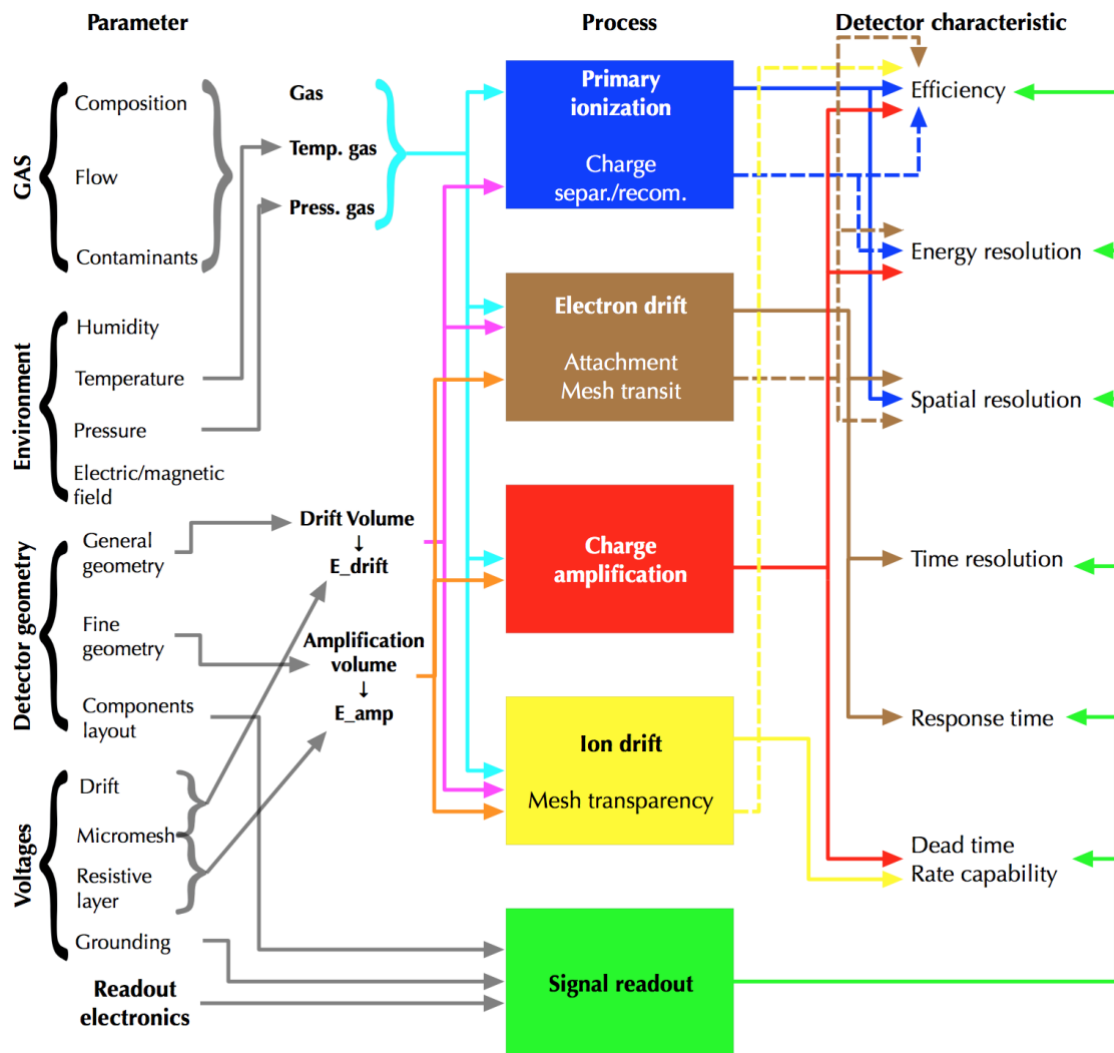 Parameter
Process
Detector characteristic
GAS
Composition
Flow
Contaminants
Gas
Temp. gas
Press. gas
Environment
Humidity
Temperature
Pressure
Electric/magnetic
field
Detector geometry
General
geometry
Fine
geometry
Components
layout
Drift Volume
↓
E_drift
Amplification
volume
↓
E_amp
Voltages
Drift
Micromesh
Resistive
layer
Grounding
Readout
electronics
Primary
ionization
Charge
separ./recom.
Electron drift
Attachment
Mesh transit
Charge
amplification
Ion drift
Mesh transparency
Signal readout
Efficiency
Energy resolution
Spatial resolution
Time resolution
Response time
Dead time
Rate capability